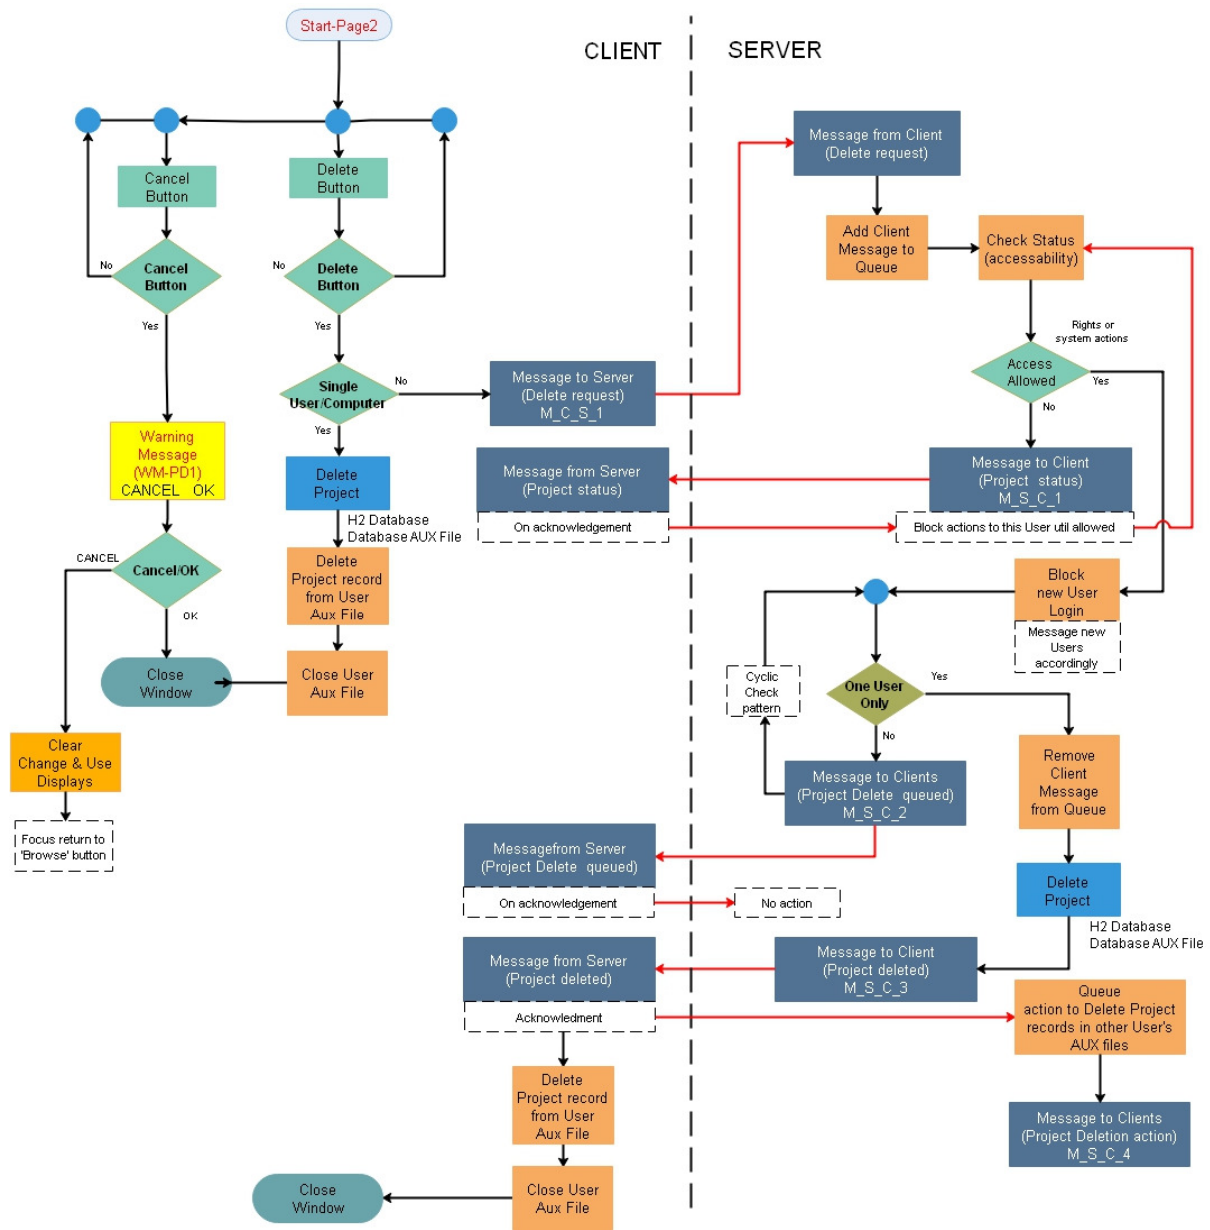 Start-Page2
CLIENT
SERVER
Cancel
Button
Delete
Button
Message from Client
(Delete request)
Add Client
Message to
Queue
Check Status
(accessability)
No
Cancel
Button
Yes
No
Delete
Button
Yes
Rights or
system actions
Access
Allowed
Yes
No
Single
User/Computer
No
Yes
Message to Server
(Delete request)
M_C_S_1
Warning
Message
(WM-PD1)
CANCEL OK
Delete
Project
H2 Database
Database AUX File
Message from Server
(Project status)
On acknowledgement
Message to Client
(Project status)
M_S_C_1
Block actions to this User util allowed
CANCEL
Cancel/OK
OK
Delete
Project record
from User
Aux File
Block
new User
Login
Message new
Users
accordingly
Close
Window
Close User
Aux File
Cyclic
Check
pattern
One User
Only
Yes
No
Clear
Change & Use
Displays
Focus return to
'Browse' button
Message to Clients
(Project Delete queued)
M_S_C_2
Remove
Client
Message
from Queue
Messagefrom Server
(Project Delete queued)
On acknowledgement
No action
Delete
Project
H2 Database
Database AUX File
Message from Server
(Project deleted)
Acknowledment
Message to Client
(Project deleted)
M_S_C_3
Queue
action to Delete Project
records in other User's
AUX files
Delete
Project record
from User
Aux File
Message to Clients
(Project Deletion action)
M_S_C_4
Close
Window
Close User
Aux File